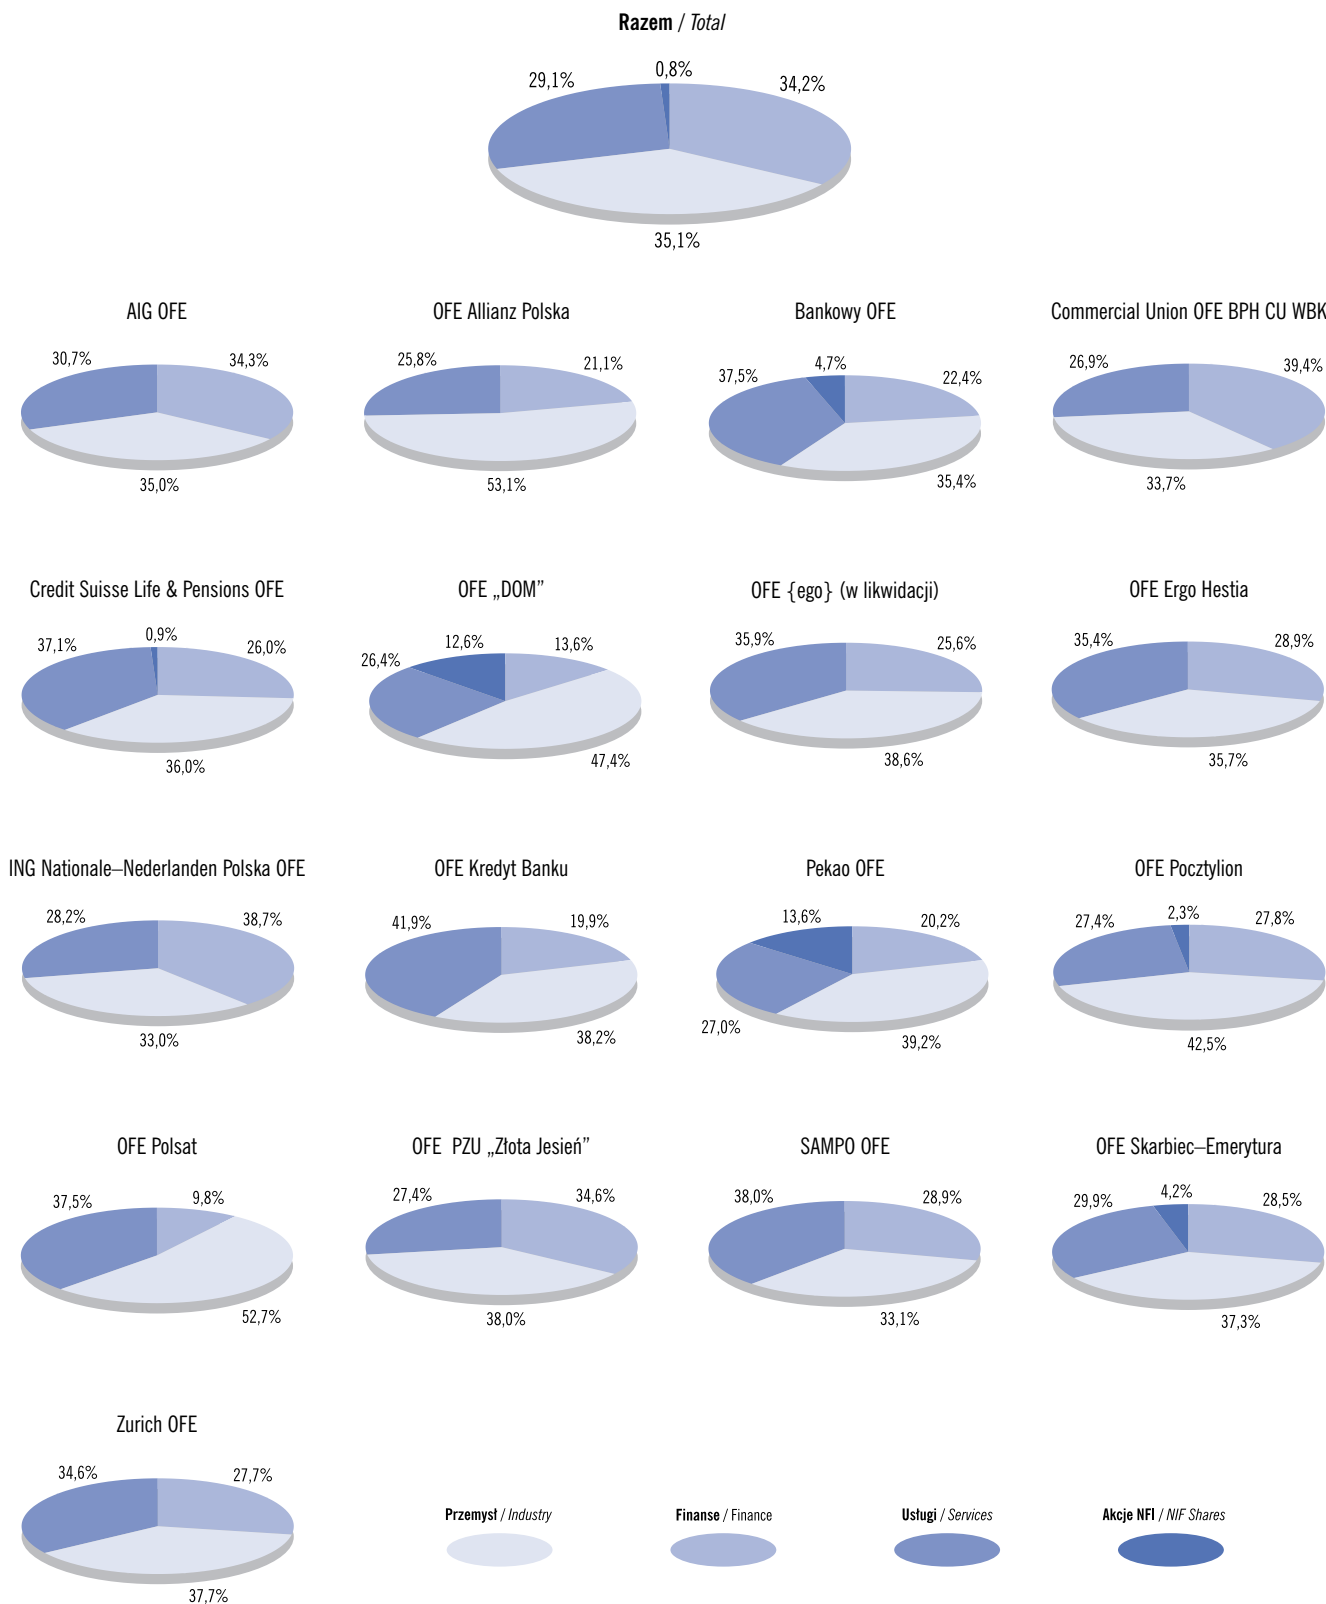 Razem / Total
0,8%
29,1%
34,2%
35,1%
AIG OFE
30,7%
34,3%
35,0%
OFE Allianz Polska
25,8%
21,1%
53,1%
Bankowy OFE
4,7%
37,5%
22,4%
35,4%
Commercial Union OFE BPH CU WBK
26,9%
39,4%
33,7%
Credit Suisse Life & Pensions OFE
0,9%
37,1%
26,0%
36,0%
OFE „DOM”
12,6%
13,6%
26,4%
47,4%
OFE {ego} (w likwidacji)
35,9%
25,6%
38,6%
OFE Ergo Hestia
35,4%
28,9%
35,7%
ING Nationale–Nederlanden Polska OFE
28,2%
38,7%
33,0%
OFE Kredyt Banku
41,9%
19,9%
38,2%
Pekao OFE
13,6%
20,2%
27,0%
39,2%
OFE Pocztylion
2,3%
27,4%
27,8%
42,5%
OFE Polsat
37,5%
9,8%
52,7%
OFE PZU „Złota Jesień”
27,4%
34,6%
38,0%
SAMPO OFE
38,0%
28,9%
33,1%
OFE Skarbiec–Emerytura
4,2%
29,9%
28,5%
37,3%
Zurich OFE
34,6%
27,7%
37,7%
Przemysł / Industry
Finanse / Finance
Usługi / Services
Akcje NFI / NIF Shares